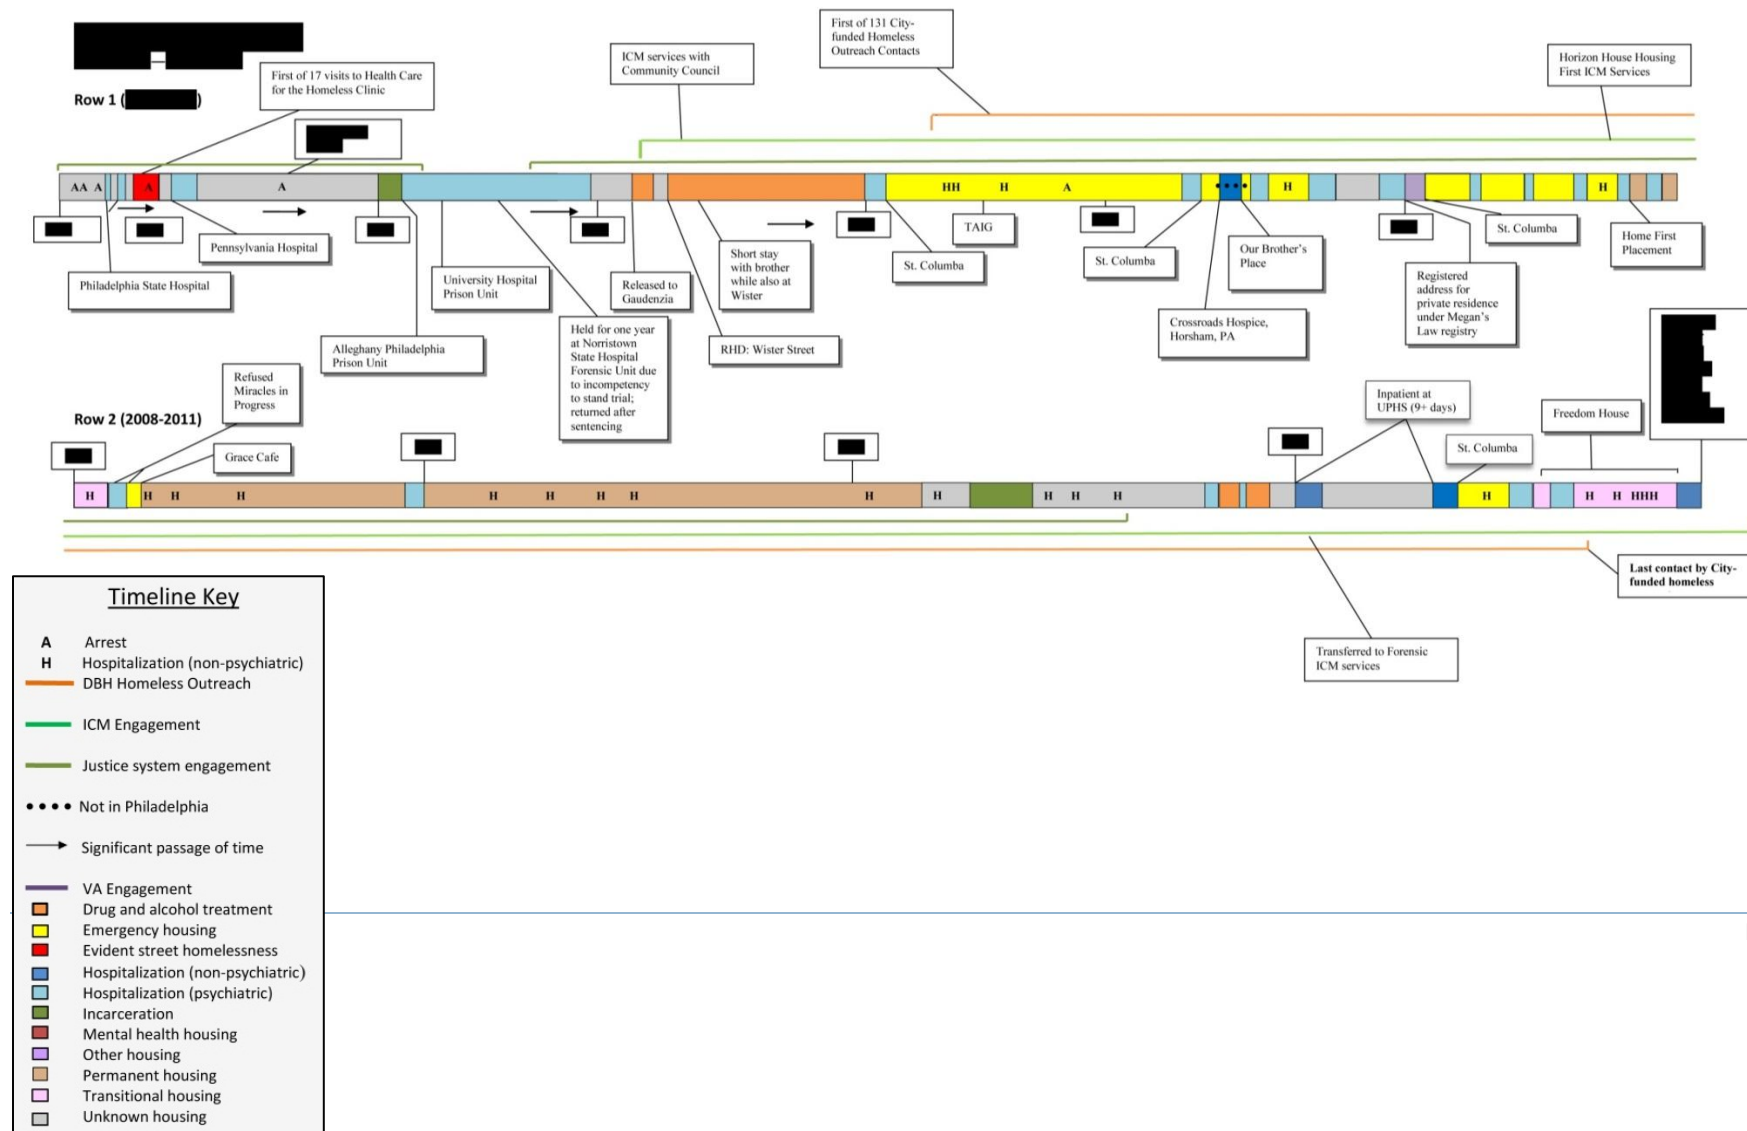 First of 131 City-
funded Homeless
Outreach Contacts
ICM services with
Community Council
Horizon House Housing
First ICM Services
First of 17 visits to Health Care
for the Homeless Clinic
Row 1 (
)
AA A A A HH H A H H
Pennsylvania Hospital
Philadelphia State Hospital
University Hospital
Prison Unit
Alleghany Philadelphia
Prison Unit
Held for one year
at Norristown
State Hospital
Forensic Unit due
to incompetency
to stand trial;
returned after
sentencing
Released to
Gaudenzia
RHD: Wister Street
Short stay
with brother
while also at
Wister
St. Columba
TAIG
St. Columba
Crossroads Hospice,
Horsham, PA
Our Brother's
Place
Registered
address for
private residence
under Megan's
Law registry
St. Columba
Home First
Placement
Refused
Miracles in
Progress
Row 2 (2008-2011)
Grace Cafe
Inpatient at
UPHS (9+ days)
St. Columba
Freedom House
H H H H H H H H H H H H H H H H HHH
Last contact by City-
funded homeless
Transferred to Forensic
ICM services
Timeline Key
A Arrest
H Hospitalization (non-psychiatric)
DBH Homeless Outreach
ICM Engagement
Justice system engagement
Not in Philadelphia
Significant passage of time
VA Engagement
Drug and alcohol treatment
Emergency housing
Evident street homelessness
Hospitalization (non-psychiatric)
Hospitalization (psychiatric)
Incarceration
Mental health housing
Other housing
Permanent housing
Transitional housing
Unknown housing